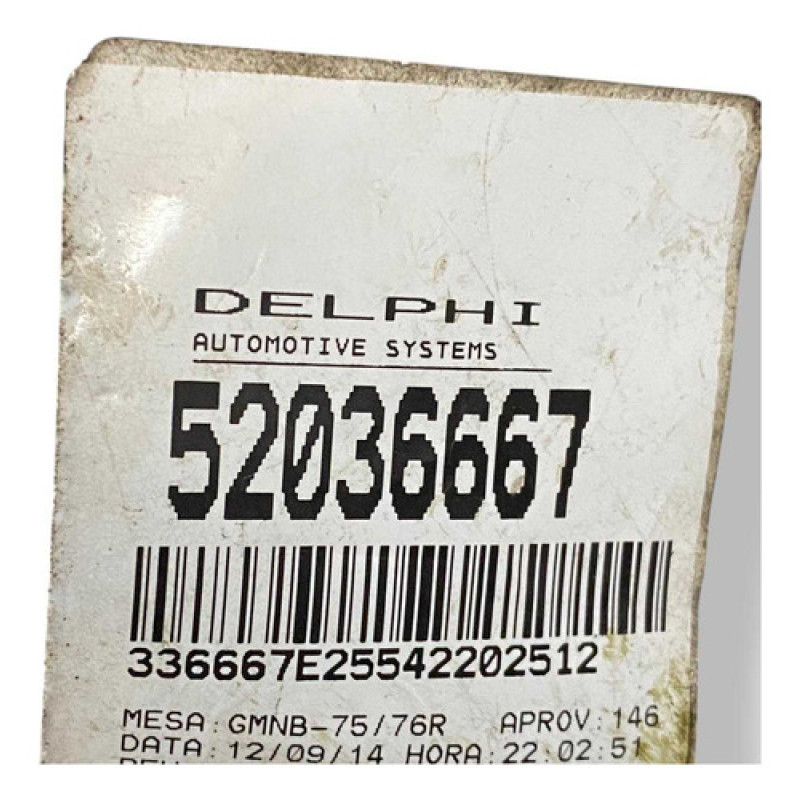 DELPHI
AUTOMOTIVE SYSTEMS
52036667
336667E25542202512
MESA: GMNB-75/76R APROV: 146
DATA: 12/09/14 HORA: 22:02:51